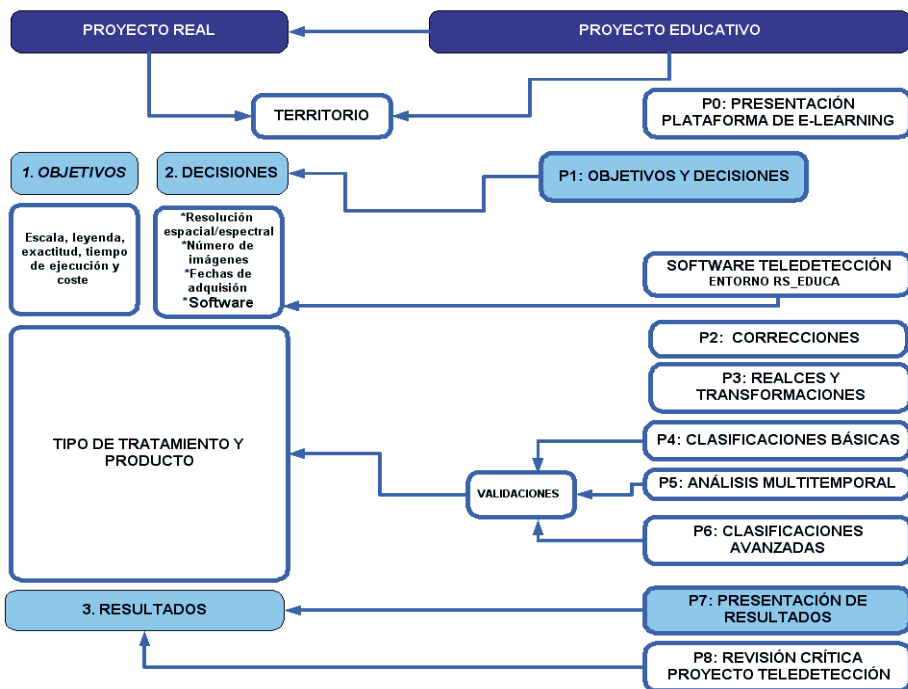 PROYECTO REAL
PROYECTO EDUCATIVO
TERRITORIO
P0: PRESENTACIÓN
PLATAFORMA DE E-LEARNING
1. OBJETIVOS
2. DECISIONES
P1: OBJETIVOS Y DECISIONES
Escala, leyenda,
exactitud, tiempo
de ejecución y
coste
*Resolución
espacial/espectral
*Número de
imágenes
*Fechas de
adquisión
*Software
SOFTWARE TELEDETECCIÓN
ENTORNO RS_EDUCA
P2: CORRECCIONES
P3: REALCES Y
TRANSFORMACIONES
TIPO DE TRATAMIENTO Y
PRODUCTO
P4: CLASIFICACIONES BÁSICAS
VALIDACIONES
P5: ANÁLISIS MULTITEMPORAL
P6: CLASIFICACIONES
AVANZADAS
3. RESULTADOS
P7: PRESENTACIÓN DE
RESULTADOS
P8: REVISIÓN CRÍTICA
PROYECTO TELEDETECCIÓN